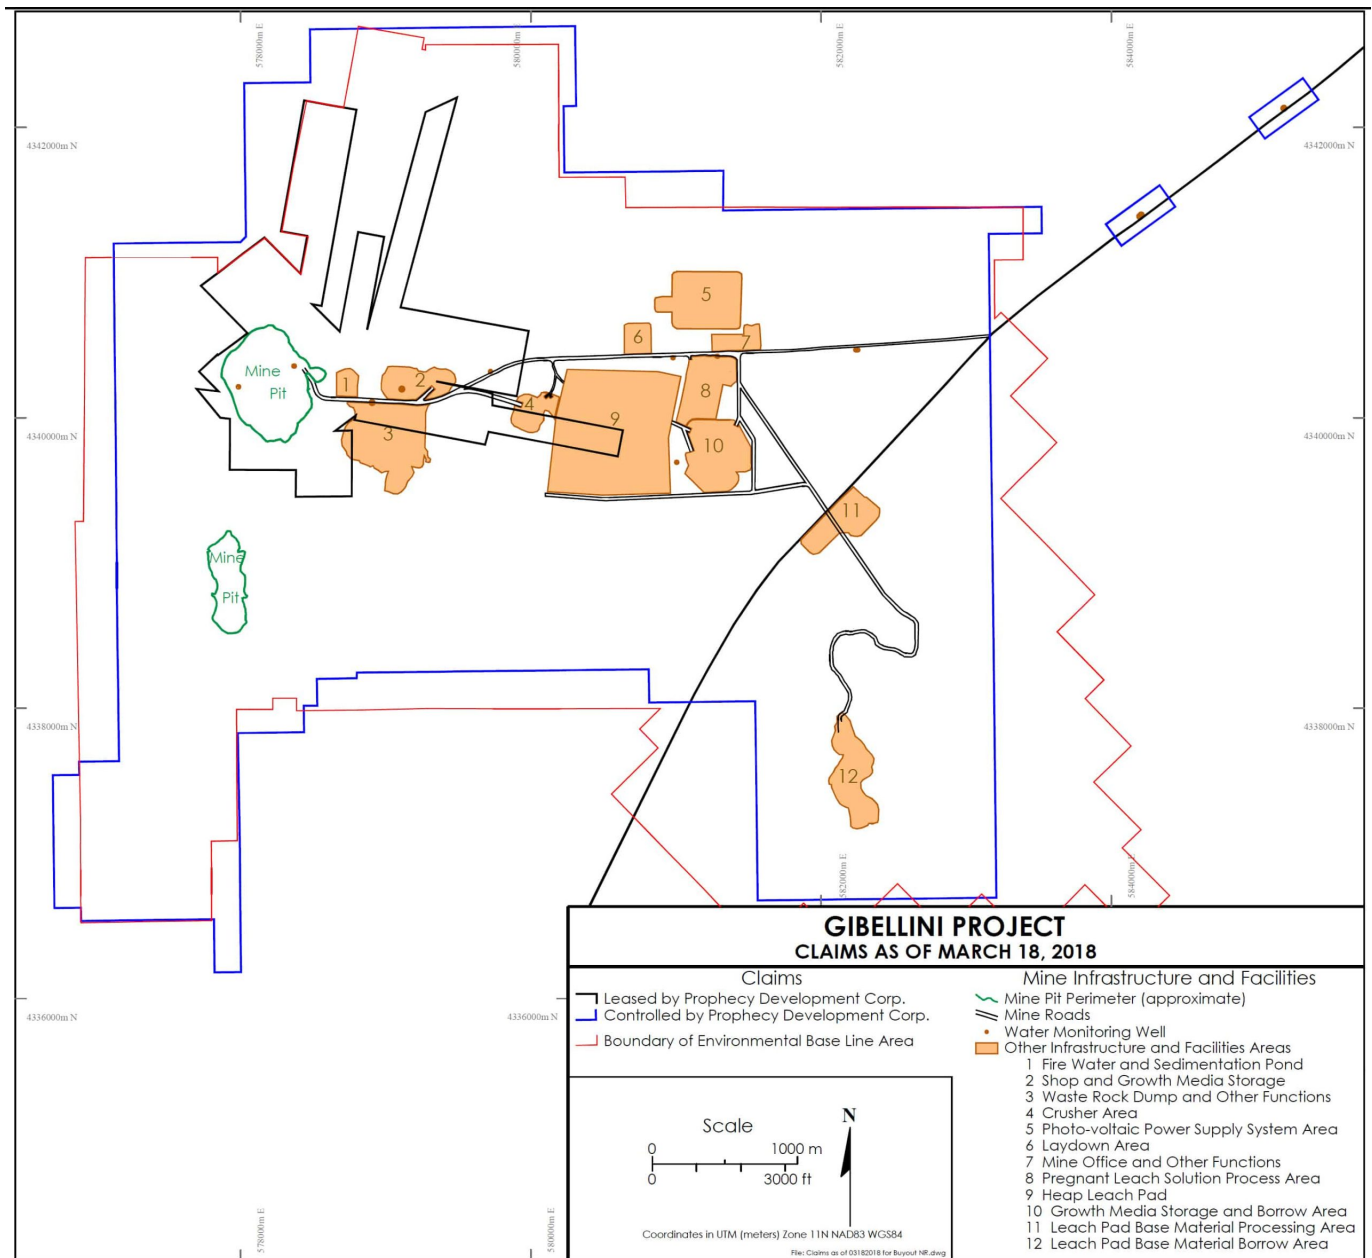 578000m E
580000m E
582000m E
584000m E
4342000m N
4342000m N
5
6
7
Mine
Pit
1
2
4
8
9
3
10
4340000m N
4340000m N
11
Mine
Pit
4338000m N
4338000m N
12
582000m E
584000m E
GIBELLINI PROJECT
CLAIMS AS OF MARCH 18, 2018
Claims
Leased by Prophecy Development Corp.
Controlled by Prophecy Development Corp.
Boundary of Environmental Base Line Area
Mine Infrastructure and Facilities
Mine Pit Perimeter (approximate)
Mine Roads
Water Monitoring Well
Other Infrastructure and Facilities Areas
1 Fire Water and Sedimentation Pond
2 Shop and Growth Media Storage
3 Waste Rock Dump and Other Functions
4 Crusher Area
5 Photo-voltaic Power Supply System Area
6 Laydown Area
7 Mine Office and Other Functions
8 Pregnant Leach Solution Process Area
9 Heap Leach Pad
10 Growth Media Storage and Borrow Area
11 Leach Pad Base Material Processing Area
12 Leach Pad Base Material Borrow Area
4336000m N
4336000m N
Scale
0 1000 m
0 3000 ft
N
Coordinates in UTM (meters) Zone 11N NAD83 WGS84
File: Claims as of 03182018 for Buyout NR.dwg
578000m E
580000m E